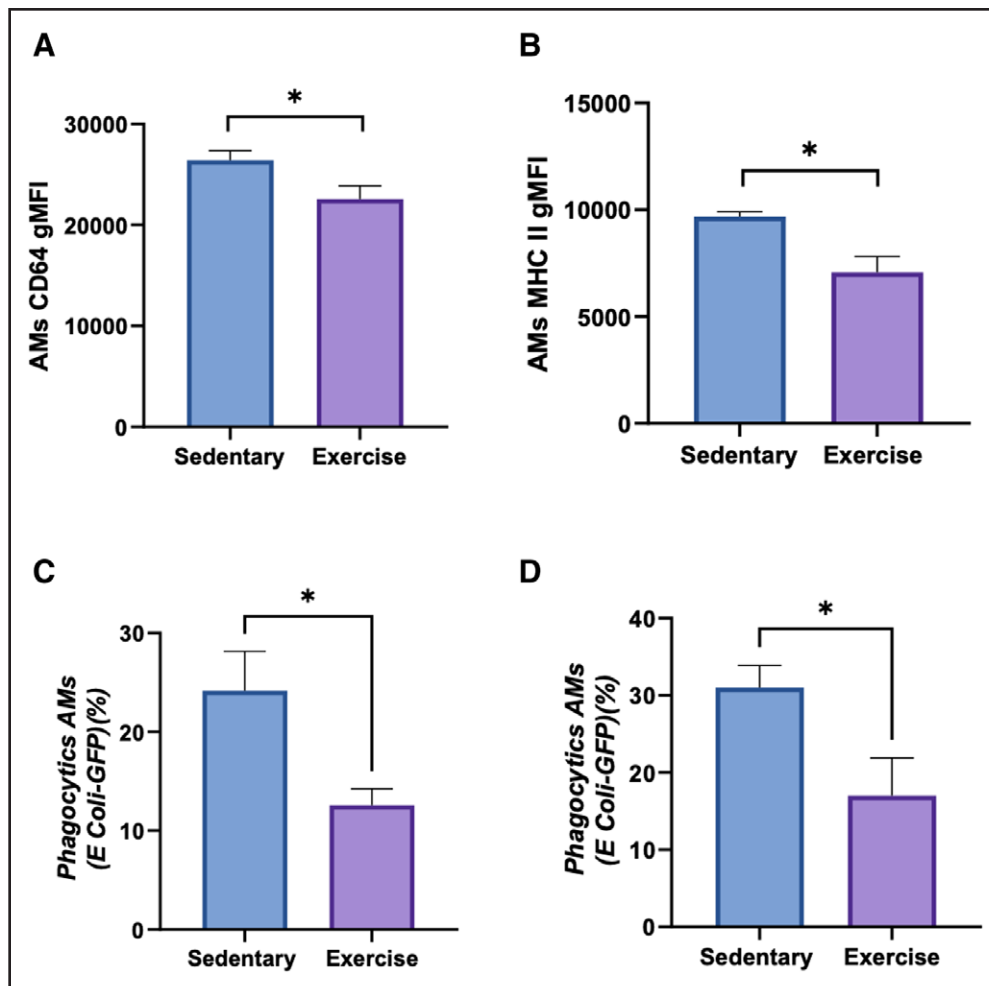 A
AMs CD64 gMFI
30000
20000
10000
0
*
Sedentary
Exercise
B
AMs MHC II gMFI
15000
10000
5000
0
*
Sedentary
Exercise
C
Phagocytics AMs
(E Coli-GFP)(%)
30
20
10
0
*
Sedentary
Exercise
D
Phagocytics AMs
(E Coli-GFP)(%)
40
30
20
10
0
*
Sedentary
Exercise